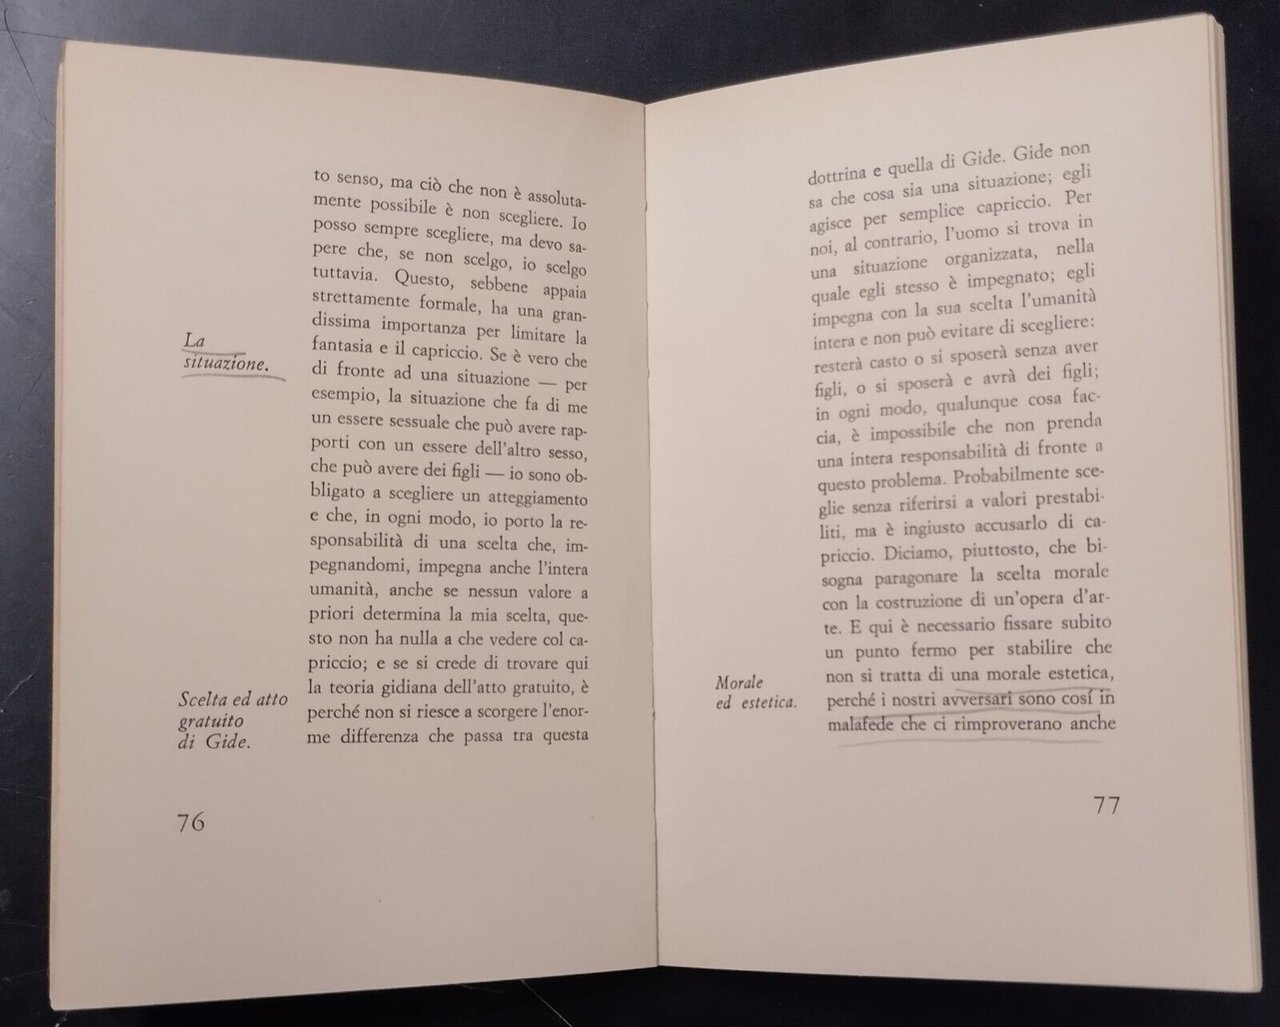 to senso, ma ciò che non è assoluta-
mente possibile è non scegliere. Io
posso sempre scegliere, ma devo sa-
pere che, se non scelgo, io scelgo
tuttavia. Questo, sebbene appaia
strettamente formale, ha una gran-
dissima importanza per limitare la
fantasia e il capriccio. Se è vero che
di fronte ad una situazione — per
esempio, la situazione che fa di me
un essere sessuale che può avere rap-
porti con un essere dell'altro sesso,
che può avere dei figli — io sono ob-
bligato a scegliere un atteggiamento
e che, in ogni modo, io porto la re-
sponsabilità di una scelta che, im-
pegnandomi, impegna anche l'intera
umanità, anche se nessun valore a
priori determina la mia scelta, que-
sto non ha nulla a che vedere col ca-
priccio; e se si crede di trovare qui
la teoria gidiana dell'atto gratuito, è
perché non si riesce a scorgere l'enor-
me differenza che passa tra questa
La
situazione.
Scelta ed atto
gratuito
di Gide.
76
dottrina e quella di Gide. Gide non
sa che cosa sia una situazione; egli
agisce per semplice capriccio. Per
noi, al contrario, l'uomo si trova in
una situazione organizzata, nella
quale egli stesso è impegnato; egli
impegna con la sua scelta l'umanità
intera e non può evitare di scegliere:
resterà casto o si sposerà senza aver
figli, o si sposerà e avrà dei figli;
in ogni modo, qualunque cosa fac-
cia, è impossibile che non prenda
una intera responsabilità di fronte a
questo problema. Probabilmente sce-
glie senza riferirsi a valori prestabi-
liti, ma è ingiusto accusarlo di ca-
priccio. Diciamo, piuttosto, che bi-
sogna paragonare la scelta morale
con la costruzione di un'opera d'ar-
te. E qui è necessario fissare subito
un punto fermo per stabilire che
non si tratta di una morale estetica,
perché i nostri avversari sono cosí in
malafede che ci rimproverano anche
Morale
ed estetica.
77